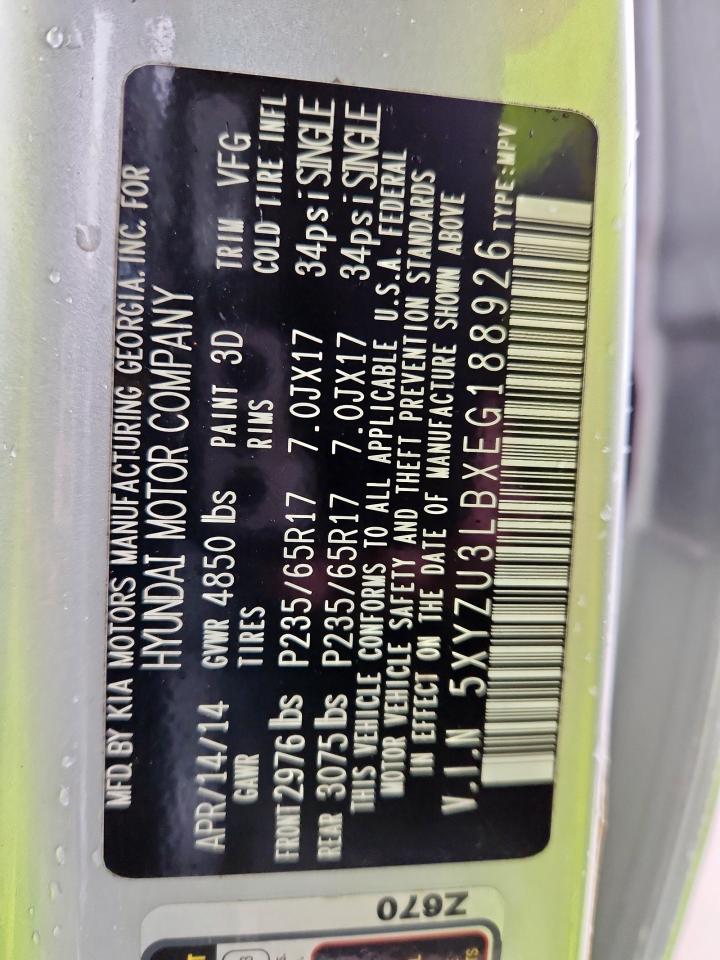 MFD. BY KIA MOTORS MANUFACTURING GEORGIA. INC. FOR
HYUNDAI MOTOR COMPANY
APR/14/14 GVWR 4850 lbs PAINT 3D TRIM VFG
GAWR TIRES RIMS COLD TIRE INFL
FRONT 2976 lbs P235/65R17 7.0JX17 34psi SINGLE
REAR 3075 lbs P235/65R17 7.0JX17 34psi SINGLE
THIS VEHICLE CONFORMS TO ALL APPLICABLE U.S.A. FEDERAL
MOTOR VEHICLE SAFETY AND THEFT PREVENTION STANDARDS
IN EFFECT ON THE DATE OF MANUFACTURE SHOWN ABOVE
V.I.N 5XYZU3LBXEG188926 TYPE:MPV
Z670